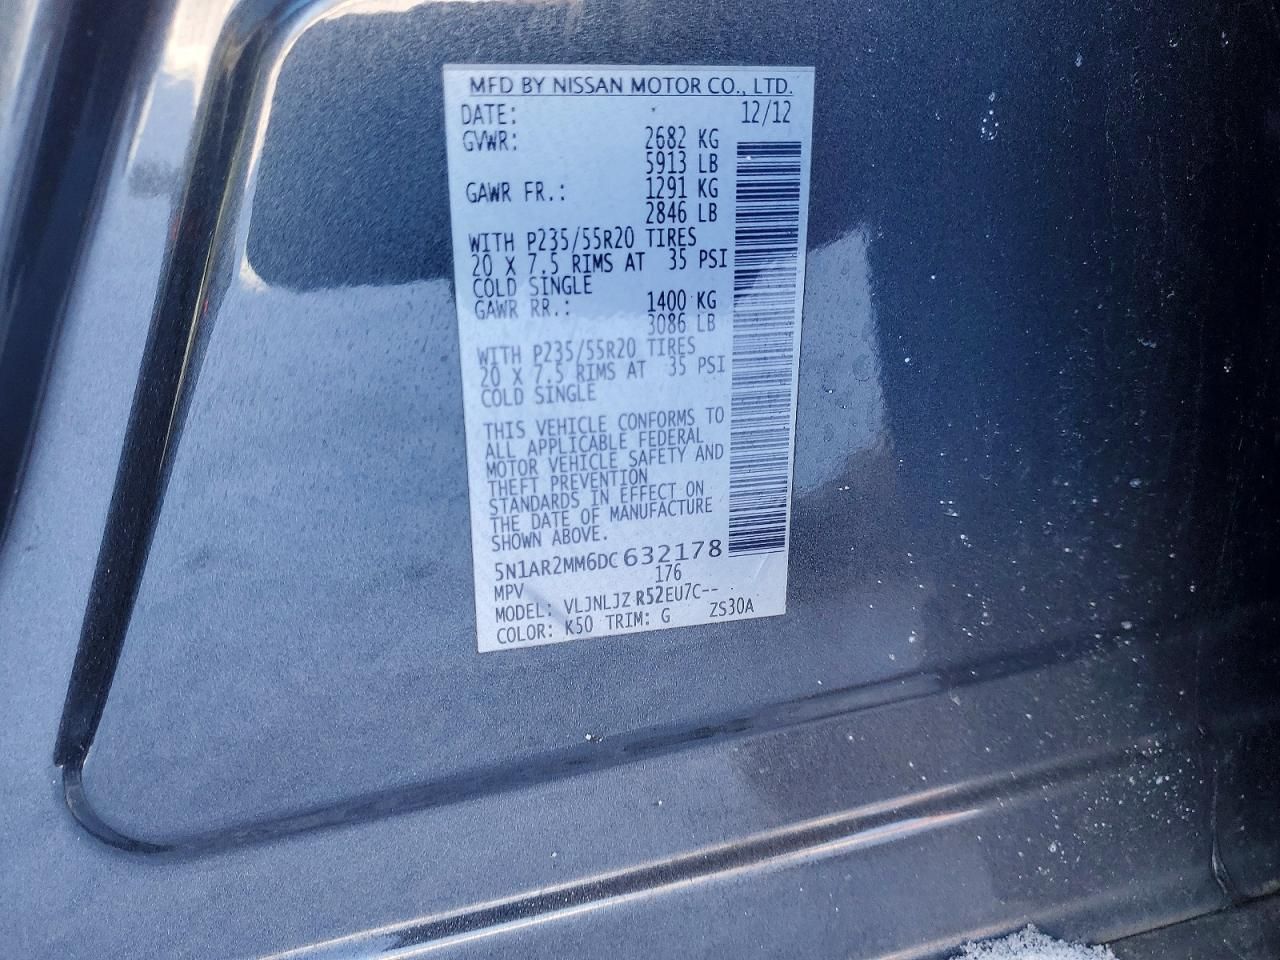 MFD BY NISSAN MOTOR CO., LTD.
DATE: 12/12
GVWR: 2682 KG
5913 LB
GAWR FR.: 1291 KG
2846 LB
WITH P235/55R20 TIRES
20 X 7.5 RIMS AT 35 PSI
COLD SINGLE
GAWR RR.: 1400 KG
3086 LB
WITH P235/55R20 TIRES
20 X 7.5 RIMS AT 35 PSI
COLD SINGLE
THIS VEHICLE CONFORMS TO
ALL APPLICABLE FEDERAL
MOTOR VEHICLE SAFETY AND
THEFT PREVENTION
STANDARDS IN EFFECT ON
THE DATE OF MANUFACTURE
SHOWN ABOVE.
5N1AR2MM6DC632178
MPV 176
MODEL: VLJNLJZ R52EU7C--
COLOR: K50 TRIM: G ZS30A